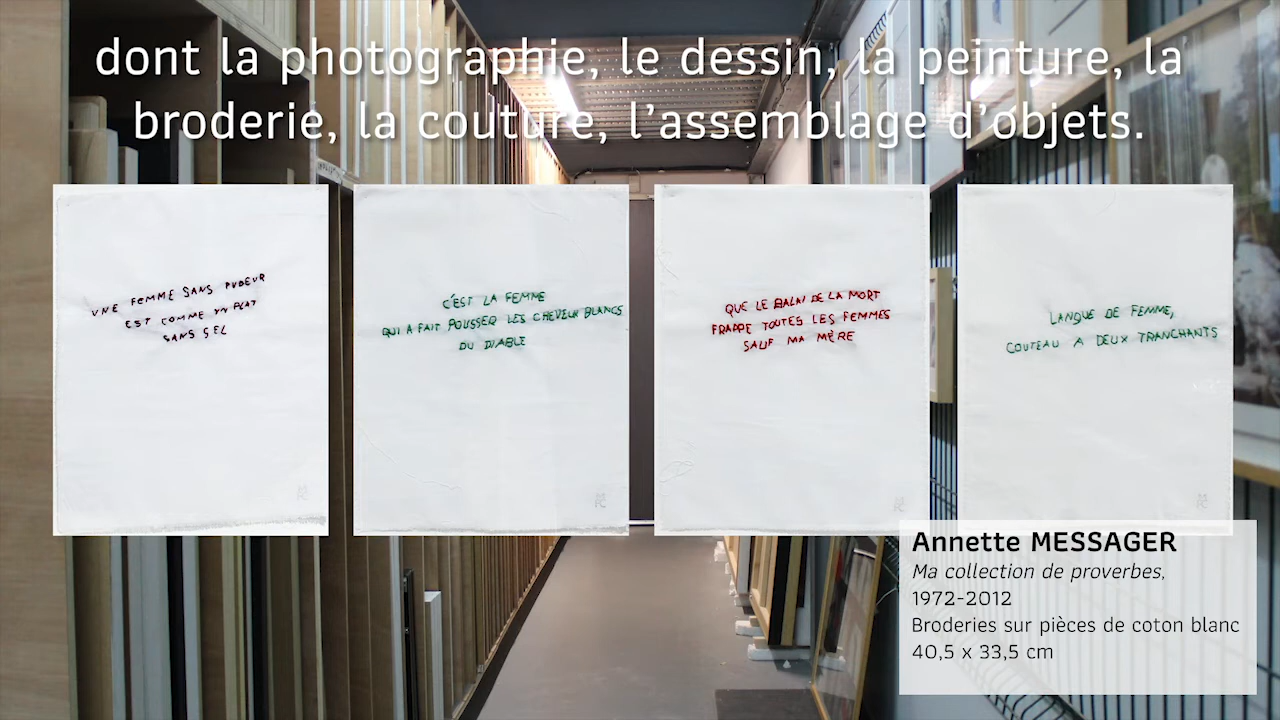 dont la photographie, le dessin, la peinture, la
broderie, la couture, l'assemblage d'objets.
UNE FEMME SANS PUDEUR
EST COMME UN PLAT
SANS SEL
C'EST LA FEMME
QUI A FAIT POUSSER LES CHEVEUX BLANCS
DU DIABLE
QUE LE BALAI DE LA MORT
FRAPPE TOUTES LES FEMMES
SAUF MA MÈRE
LANGUE DE FEMME,
COUTEAU A DEUX TRANCHANTS
Annette MESSAGER
Ma collection de proverbes,
1972-2012
Broderies sur pièces de coton blanc
40,5 x 33,5 cm